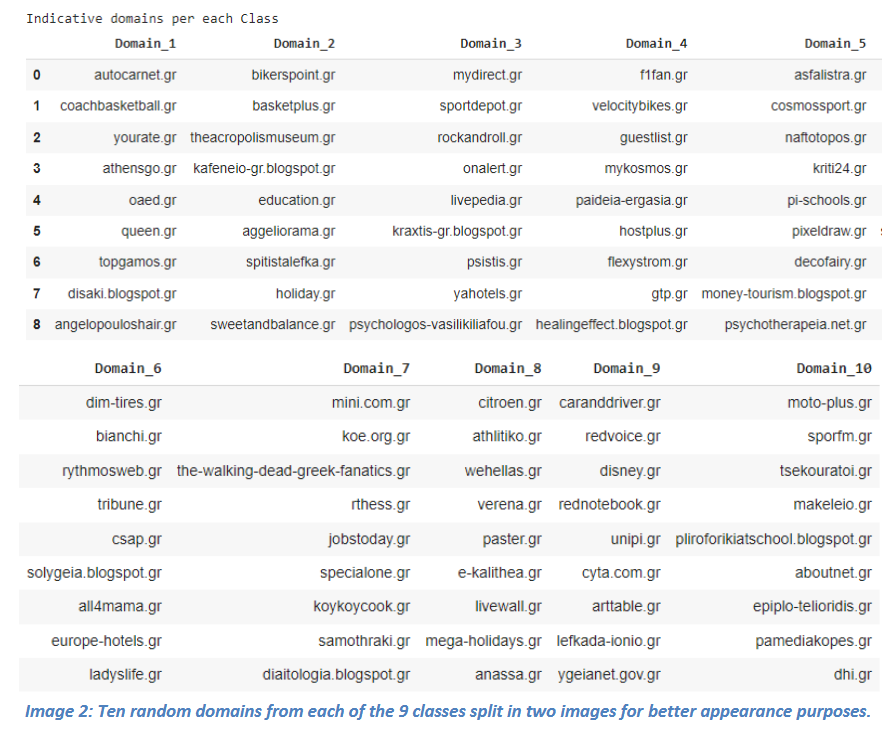 Indicative domains per each Class
Domain_1 Domain_2 Domain_3 Domain_4 Domain_5
0 autocarnet.gr bikerspoint.gr mydirect.gr f1fan.gr asfalistra.gr
1 coachbasketball.gr basketplus.gr sportdepot.gr velocitybikes.gr cosmossport.gr
2 yourate.gr theacropolismuseum.gr rockandroll.gr guestlist.gr naftotopos.gr
3 athensgo.gr kafeneio-gr.blogspot.gr onalert.gr mykosmos.gr kriti24.gr
4 oaed.gr education.gr livepedia.gr paideia-ergasia.gr pi-schools.gr
5 queen.gr aggeliorama.gr kraxtis-gr.blogspot.gr hostplus.gr pixeldraw.gr
6 topgamos.gr spitistalefka.gr psistis.gr flexystrom.gr decofairy.gr
7 disaki.blogspot.gr holiday.gr yahotels.gr gtp.gr money-tourism.blogspot.gr
8 angelopouloshair.gr sweetandbalance.gr psychologos-vasilikiliafou.gr healingeffect.blogspot.gr psychotherapeia.net.gr
Domain_6 Domain_7 Domain_8 Domain_9 Domain_10
dim-tires.gr mini.com.gr citroen.gr caranddriver.gr moto-plus.gr
bianchi.gr koe.org.gr athlitiko.gr redvoice.gr sporfm.gr
rythmosweb.gr the-walking-dead-greek-fanatics.gr wehellas.gr disney.gr tsekouratoi.gr
tribune.gr rthess.gr verena.gr rednotebook.gr makeleio.gr
csap.gr jobstoday.gr paster.gr unipi.gr pliroforikiatschool.blogspot.gr
solygeia.blogspot.gr specialone.gr e-kalithea.gr cyta.com.gr aboutnet.gr
all4mama.gr koykoycook.gr livewall.gr arttable.gr epiplo-telioridis.gr
europe-hotels.gr samothraki.gr mega-holidays.gr lefkada-ionio.gr pamediakopes.gr
ladyslife.gr diaitologia.blogspot.gr anassa.gr ygeianet.gov.gr dhi.gr
Image 2: Ten random domains from each of the 9 classes split in two images for better appearance purposes.